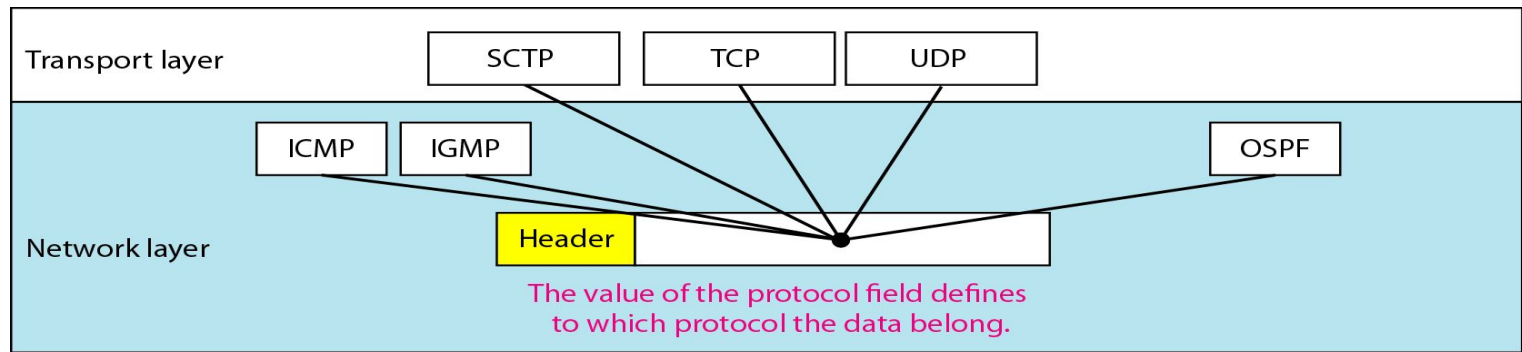 Transport layer
SCTP
TCP
UDP
ICMP
IGMP
OSPF
Network layer
Header
The value of the protocol field defines
to which protocol the data belong.